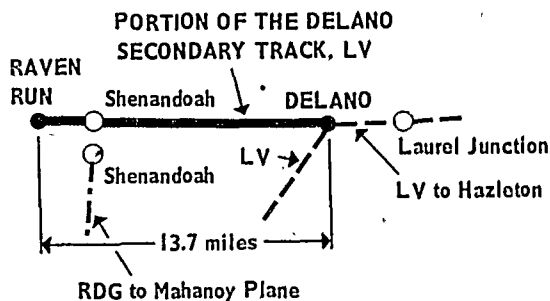 PORTION OF THE DELANO
SECONDARY TRACK, LV
RAVEN
RUN
Shenandoah
DELANO
LV
Laurel Junction
Shenandoah
LV to Hazleton
13.7 miles
RDG to Mahanoy Plane